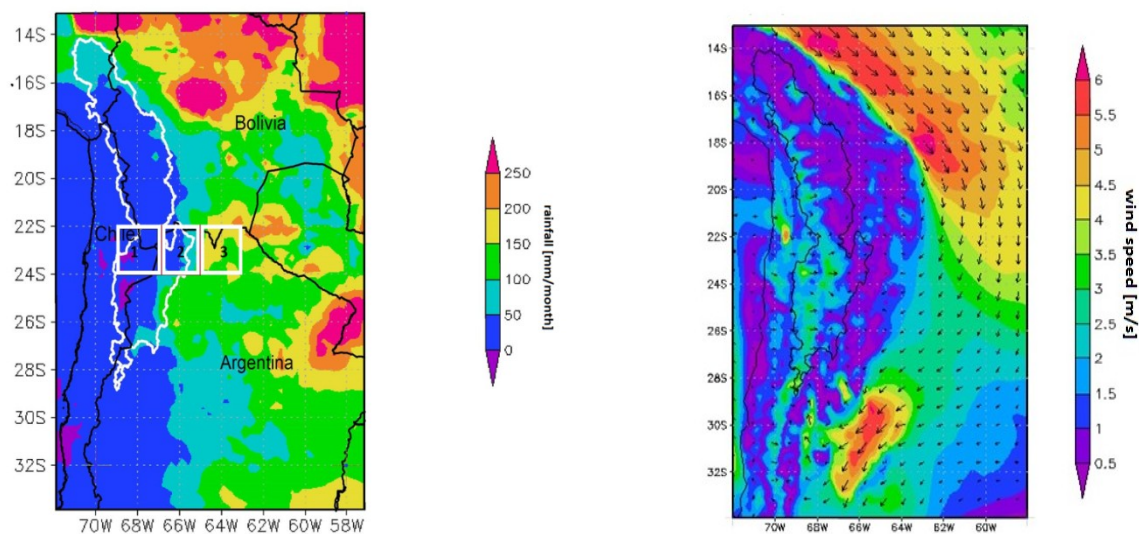 14S
16S
18S
20S
22S
24S
26S
28S
30S
32S
70W 68W 66W 64W 62W 60W 58W
Bolivia
Chile
1 2 3
Argentina
250
200
150
100
50
0
rainfall [mm/month]
14S
16S
18S
20S
22S
24S
26S
28S
30S
32S
70W 68W 66W 64W 62W 60W
6
5.5
5
4.5
4
3.5
3
2.5
2
1.5
1
0.5
wind speed [m/s]